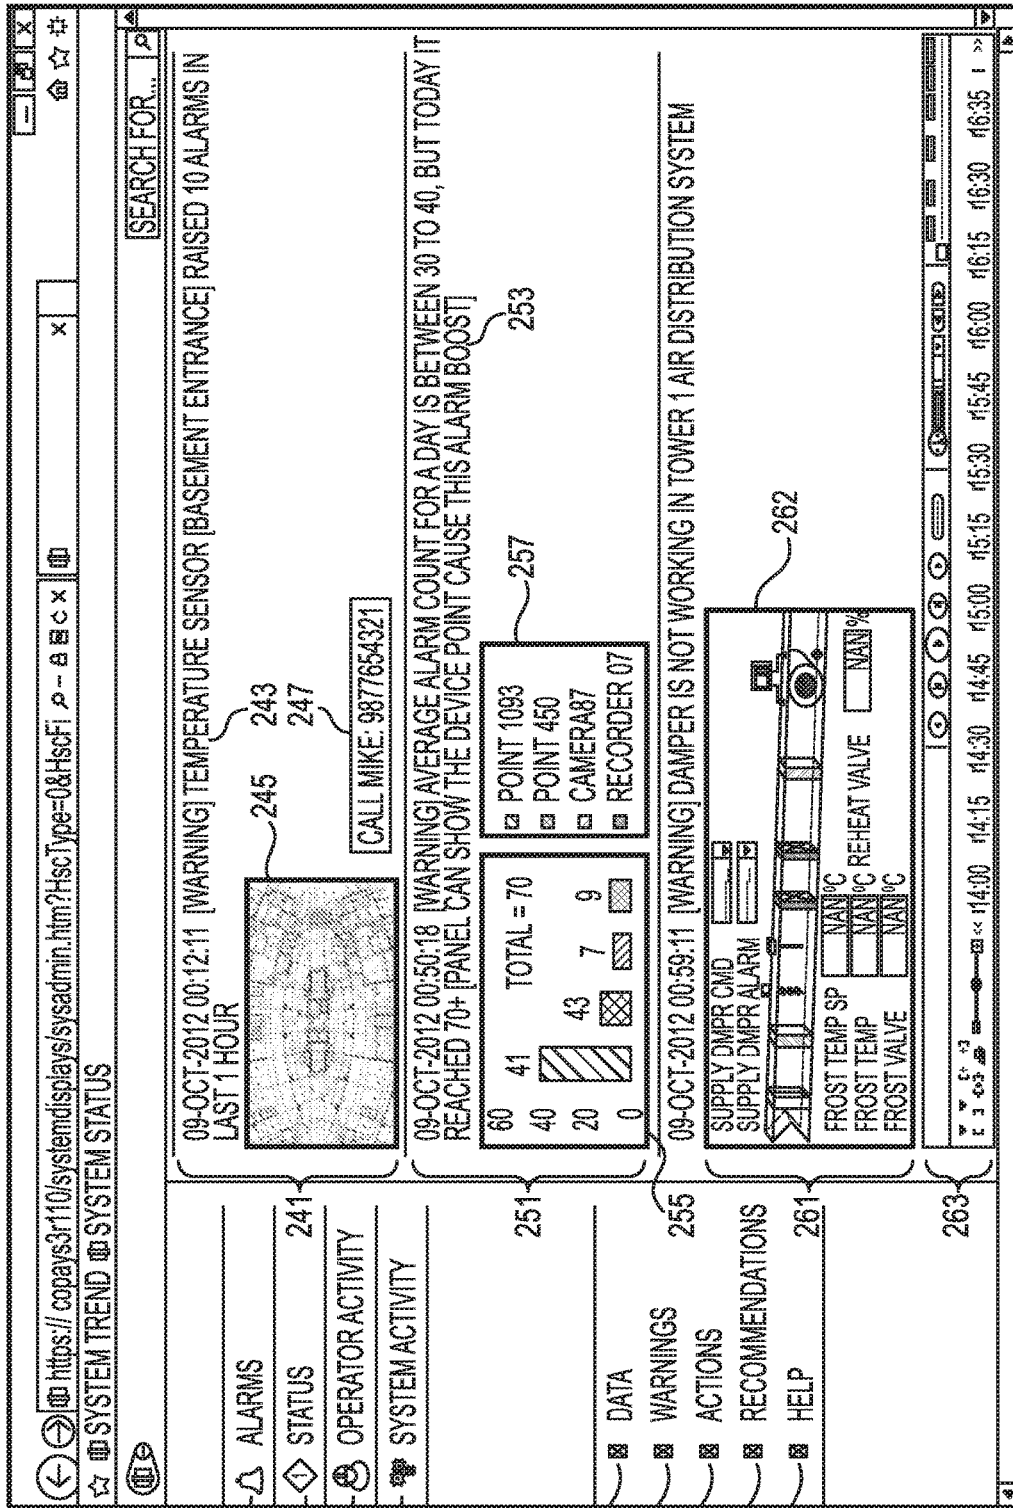 https:// copays3r110/systemdisplays/sysadmin.htm?HscType=0&HscFi
x
SYSTEM TREND SYSTEM STATUS
SEARCH FOR...
ALARMS
STATUS
OPERATOR ACTIVITY
SYSTEM ACTIVITY
DATA
WARNINGS
ACTIONS
RECOMMENDATIONS
HELP
241
09-OCT-2012 00:12:11 [WARNING] TEMPERATURE SENSOR [BASEMENT ENTRANCE] RAISED 10 ALARMS IN
LAST 1 HOUR
243
245
247
CALL MIKE: 9877654321
251
09-OCT-2012 00:50:18 [WARNING] AVERAGE ALARM COUNT FOR A DAY IS BETWEEN 30 TO 40, BUT TODAY IT
REACHED 70+ [PANEL CAN SHOW THE DEVICE POINT CAUSE THIS ALARM BOOST]
253
60
40
20
0
41
43
7
9
TOTAL = 70
255
POINT 1093
POINT 450
CAMERA87
RECORDER 07
257
261
09-OCT-2012 00:59:11 [WARNING] DAMPER IS NOT WORKING IN TOWER 1 AIR DISTRIBUTION SYSTEM
SUPPLY DMPR CMD
SUPPLY DMPR ALARM
FROST TEMP SP NAN ºC
FROST TEMP NAN ºC REHEAT VALVE NAN %
FROST VALVE NAN ºC
262
263
<< 14:00 14:15 14:30 14:45 15:00 15:15 15:30 15:45 16:00 16:15 16:30 16:35 >>